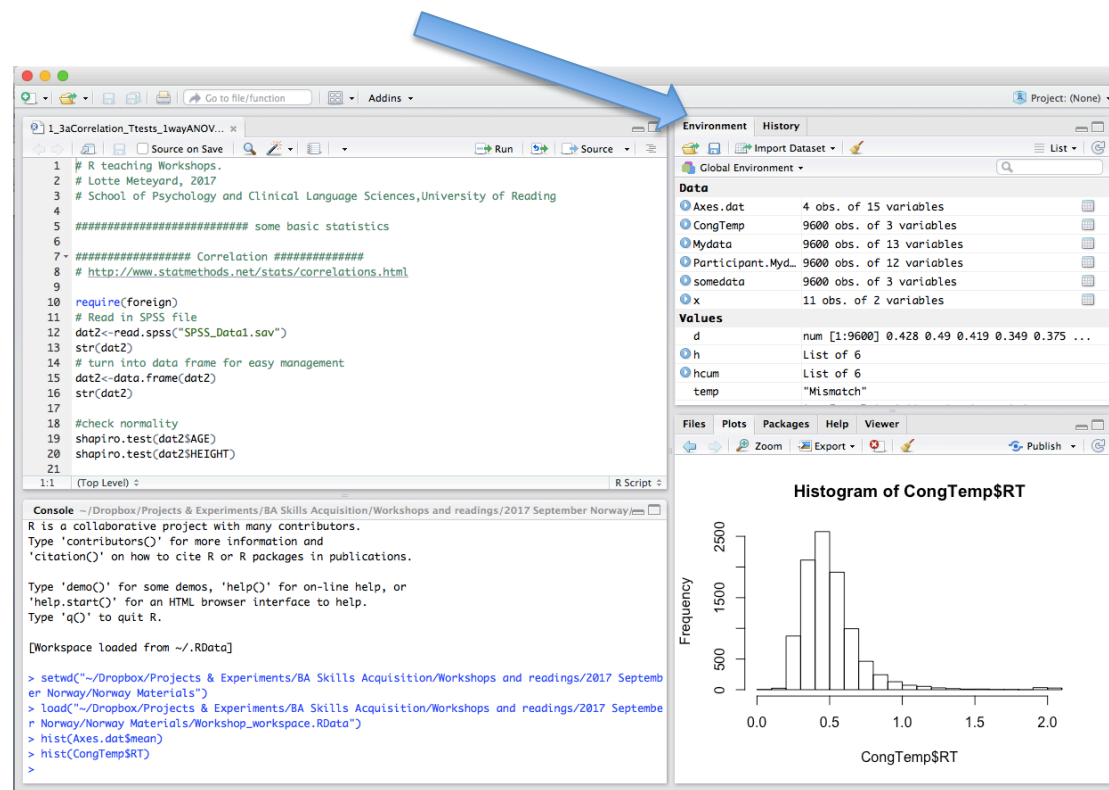 Go to file/function
Addins
Project: (None)
1_3aCorrelation_Ttests_1wayANOV...
Source on Save
Run
Source
1 # R teaching Workshops.
2 # Lotte Meteyard, 2017
3 # School of Psychology and Clinical Language Sciences,University of Reading
4
5 ########################### some basic statistics
6
7 ################## Correlation ##############
8 # http://www.statmethods.net/stats/correlations.html
9
10 require(foreign)
11 # Read in SPSS file
12 dat2<-read.spss("SPSS_Data1.sav")
13 str(dat2)
14 # turn into data frame for easy management
15 dat2<-data.frame(dat2)
16 str(dat2)
17
18 #check normality
19 shapiro.test(dat2$AGE)
20 shapiro.test(dat2$HEIGHT)
21
1:1 (Top Level) R Script
Console ~/Dropbox/Projects & Experiments/BA Skills Acquisition/Workshops and readings/2017 September Norway/
R is a collaborative project with many contributors.
Type 'contributors()' for more information and
'citation()' on how to cite R or R packages in publications.
Type 'demo()' for some demos, 'help()' for on-line help, or
'help.start()' for an HTML browser interface to help.
Type 'q()' to quit R.
[Workspace loaded from ~/.RData]
> setwd("~/Dropbox/Projects & Experiments/BA Skills Acquisition/Workshops and readings/2017 Septemb
er Norway/Norway Materials")
> load("~/Dropbox/Projects & Experiments/BA Skills Acquisition/Workshops and readings/2017 Septembe
r Norway/Norway Materials/Workshop_workspace.RData")
> hist(Axes.dat$mean)
> hist(CongTemp$RT)
>
Environment History
Import Dataset
List
Global Environment
Data
Axes.dat 4 obs. of 15 variables
CongTemp 9600 obs. of 3 variables
Mydata 9600 obs. of 13 variables
Participant.Myd… 9600 obs. of 12 variables
somedata 9600 obs. of 3 variables
x 11 obs. of 2 variables
Values
d num [1:9600] 0.428 0.49 0.419 0.349 0.375 ...
h List of 6
hcum List of 6
temp "Mismatch"
Files Plots Packages Help Viewer
Zoom Export Publish
Histogram of CongTemp$RT
Frequency
2500
1500
500
0
0.0 0.5 1.0 1.5 2.0
CongTemp$RT